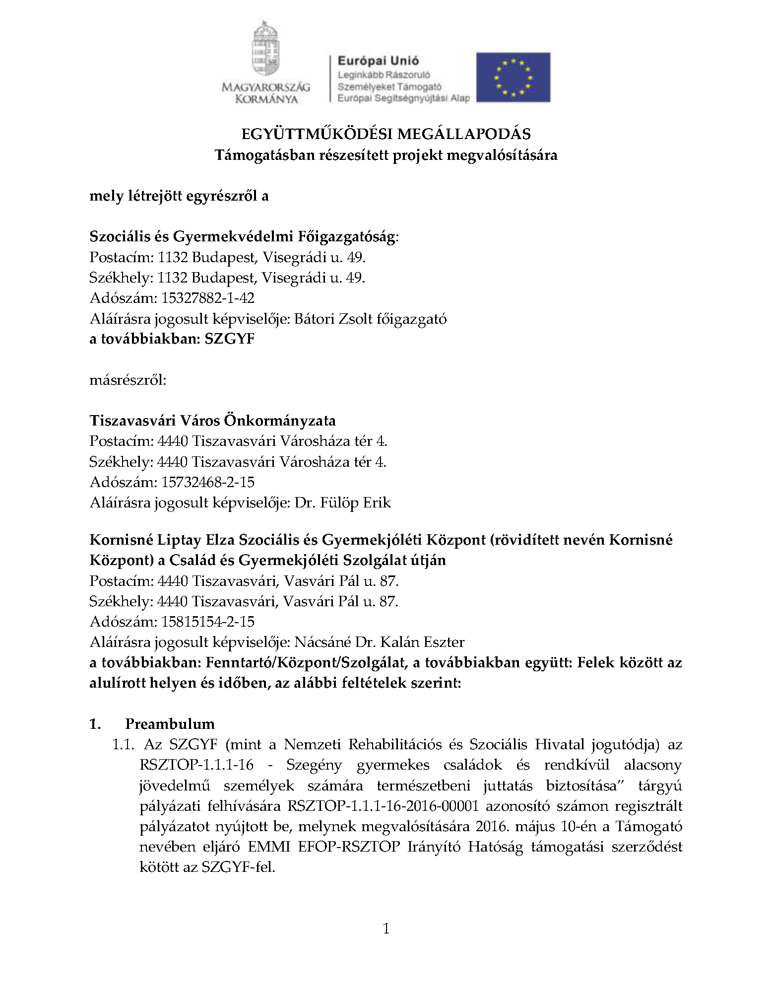 MAGYARORSZÁG
KORMÁNYA
Európai Unió
Leginkább Rászoruló
Személyeket Támogató
Európai Segítségnyújtási Alap
EGYÜTTMŰKÖDÉSI MEGÁLLAPODÁS
Támogatásban részesített projekt megvalósítására
mely létrejött egyrészről a
Szociális és Gyermekvédelmi Főigazgatóság:
Postacím: 1132 Budapest, Visegrádi u. 49.
Székhely: 1132 Budapest, Visegrádi u. 49.
Adószám: 15327882-1-42
Aláírásra jogosult képviselője: Bátori Zsolt főigazgató
a továbbiakban: SZGYF
másrészről:
Tiszavasvári Város Önkormányzata
Postacím: 4440 Tiszavasvári Városháza tér 4.
Székhely: 4440 Tiszavasvári Városháza tér 4.
Adószám: 15732468-2-15
Aláírásra jogosult képviselője: Dr. Fülöp Erik
Kornisné Liptay Elza Szociális és Gyermekjóléti Központ (rövidített nevén Kornisné
Központ) a Család és Gyermekjóléti Szolgálat útján
Postacím: 4440 Tiszavasvári, Vasvári Pál u. 87.
Székhely: 4440 Tiszavasvári, Vasvári Pál u. 87.
Adószám: 15815154-2-15
Aláírásra jogosult képviselője: Nácsáné Dr. Kalán Eszter
a továbbiakban: Fenntartó/Központ/Szolgálat, a továbbiakban együtt: Felek között az
alulírott helyen és időben, az alábbi feltételek szerint:
1. Preambulum
1.1. Az SZGYF (mint a Nemzeti Rehabilitációs és Szociális Hivatal jogutódja) az
RSZTOP-1.1.1-16 - Szegény gyermekes családok és rendkívül alacsony
jövedelmű személyek számára természetbeni juttatás biztosítása” tárgyú
pályázati felhívására RSZTOP-1.1.1-16-2016-00001 azonosító számon regisztrált
pályázatot nyújtott be, melynek megvalósítására 2016. május 10-én a Támogató
nevében eljáró EMMI EFOP-RSZTOP Irányító Hatóság támogatási szerződést
kötött az SZGYF-fel.
1